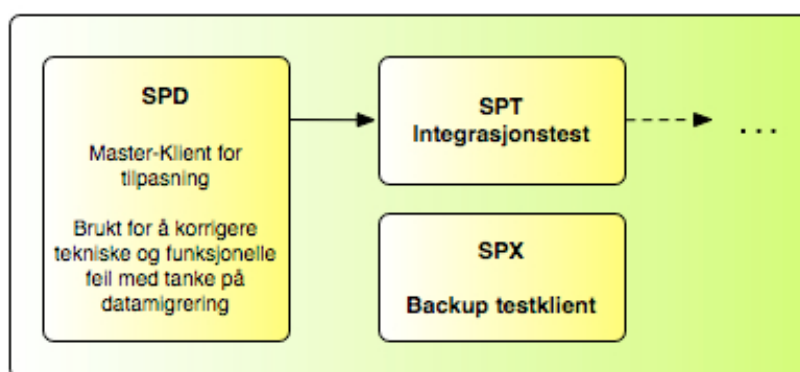 SPD
Master-Klient for
tilpasning
Brukt for å korrigere
tekniske og funksjonelle
feil med tanke på
datamigrering
SPT
Integrasjonstest
...
SPX
Backup testklient